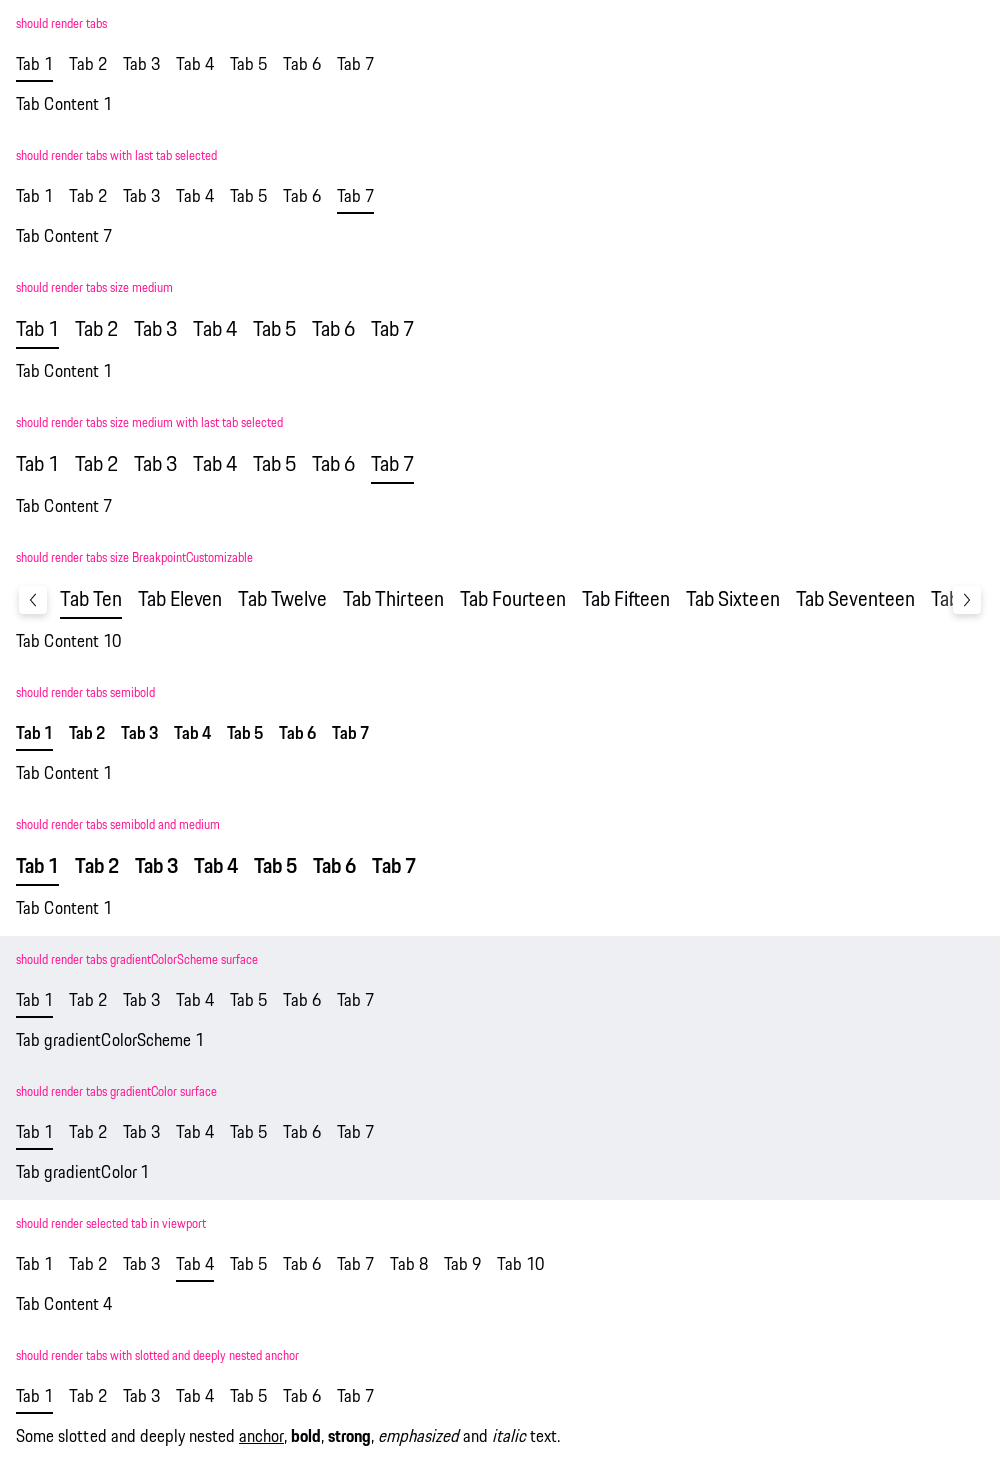 should render tabs
Tab 1 Tab 2 Tab 3 Tab 4 Tab 5 Tab 6 Tab 7
Tab Content 1
should render tabs with last tab selected
Tab 1 Tab 2 Tab 3 Tab 4 Tab 5 Tab 6 Tab 7
Tab Content 7
should render tabs size medium
Tab 1 Tab 2 Tab 3 Tab 4 Tab 5 Tab 6 Tab 7
Tab Content 1
should render tabs size medium with last tab selected
Tab 1 Tab 2 Tab 3 Tab 4 Tab 5 Tab 6 Tab 7
Tab Content 7
should render tabs size BreakpointCustomizable
Tab Ten Tab Eleven Tab Twelve Tab Thirteen Tab Fourteen Tab Fifteen Tab Sixteen Tab Seventeen Tab
Tab Content 10
should render tabs semibold
Tab 1 Tab 2 Tab 3 Tab 4 Tab 5 Tab 6 Tab 7
Tab Content 1
should render tabs semibold and medium
Tab 1 Tab 2 Tab 3 Tab 4 Tab 5 Tab 6 Tab 7
Tab Content 1
should render tabs gradientColorScheme surface
Tab 1 Tab 2 Tab 3 Tab 4 Tab 5 Tab 6 Tab 7
Tab gradientColorScheme 1
should render tabs gradientColor surface
Tab 1 Tab 2 Tab 3 Tab 4 Tab 5 Tab 6 Tab 7
Tab gradientColor 1
should render selected tab in viewport
Tab 1 Tab 2 Tab 3 Tab 4 Tab 5 Tab 6 Tab 7 Tab 8 Tab 9 Tab 10
Tab Content 4
should render tabs with slotted and deeply nested anchor
Tab 1 Tab 2 Tab 3 Tab 4 Tab 5 Tab 6 Tab 7
Some slotted and deeply nested anchor, bold, strong, emphasized and italic text.